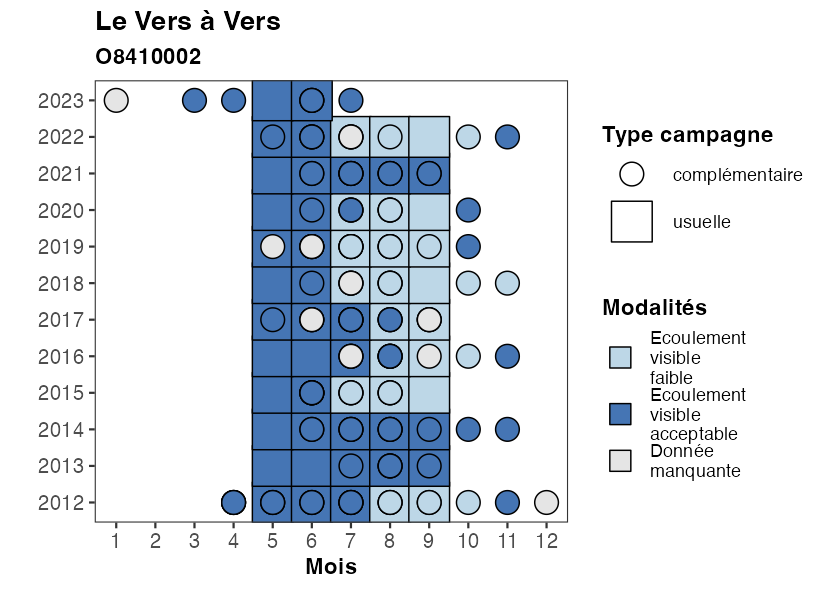 Le Vers à Vers
O8410002
2023
2022
2021
2020
2019
2018
2017
2016
2015
2014
2013
2012
1 2 3 4 5 6 7 8 9 10 11 12
Mois
Type campagne
complémentaire
usuelle
Modalités
Ecoulement
visible
faible
Ecoulement
visible
acceptable
Donnée
manquante